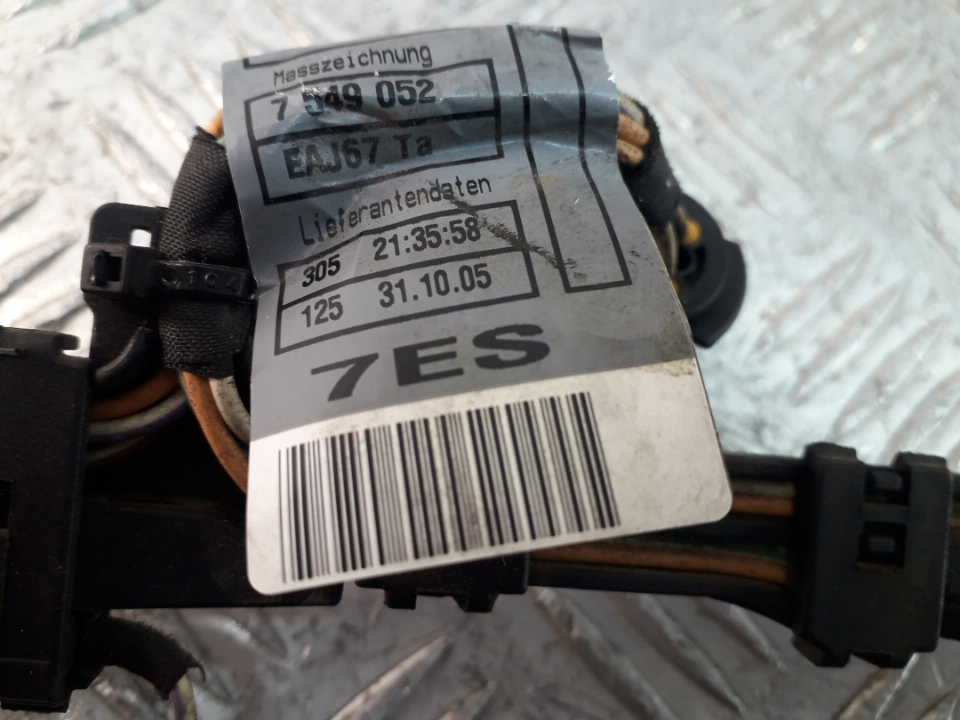 Masszeichnung
7 549 052
EAJ67 Ta
Lieferantendaten
305 21:35:58
125 31.10.05
7ES